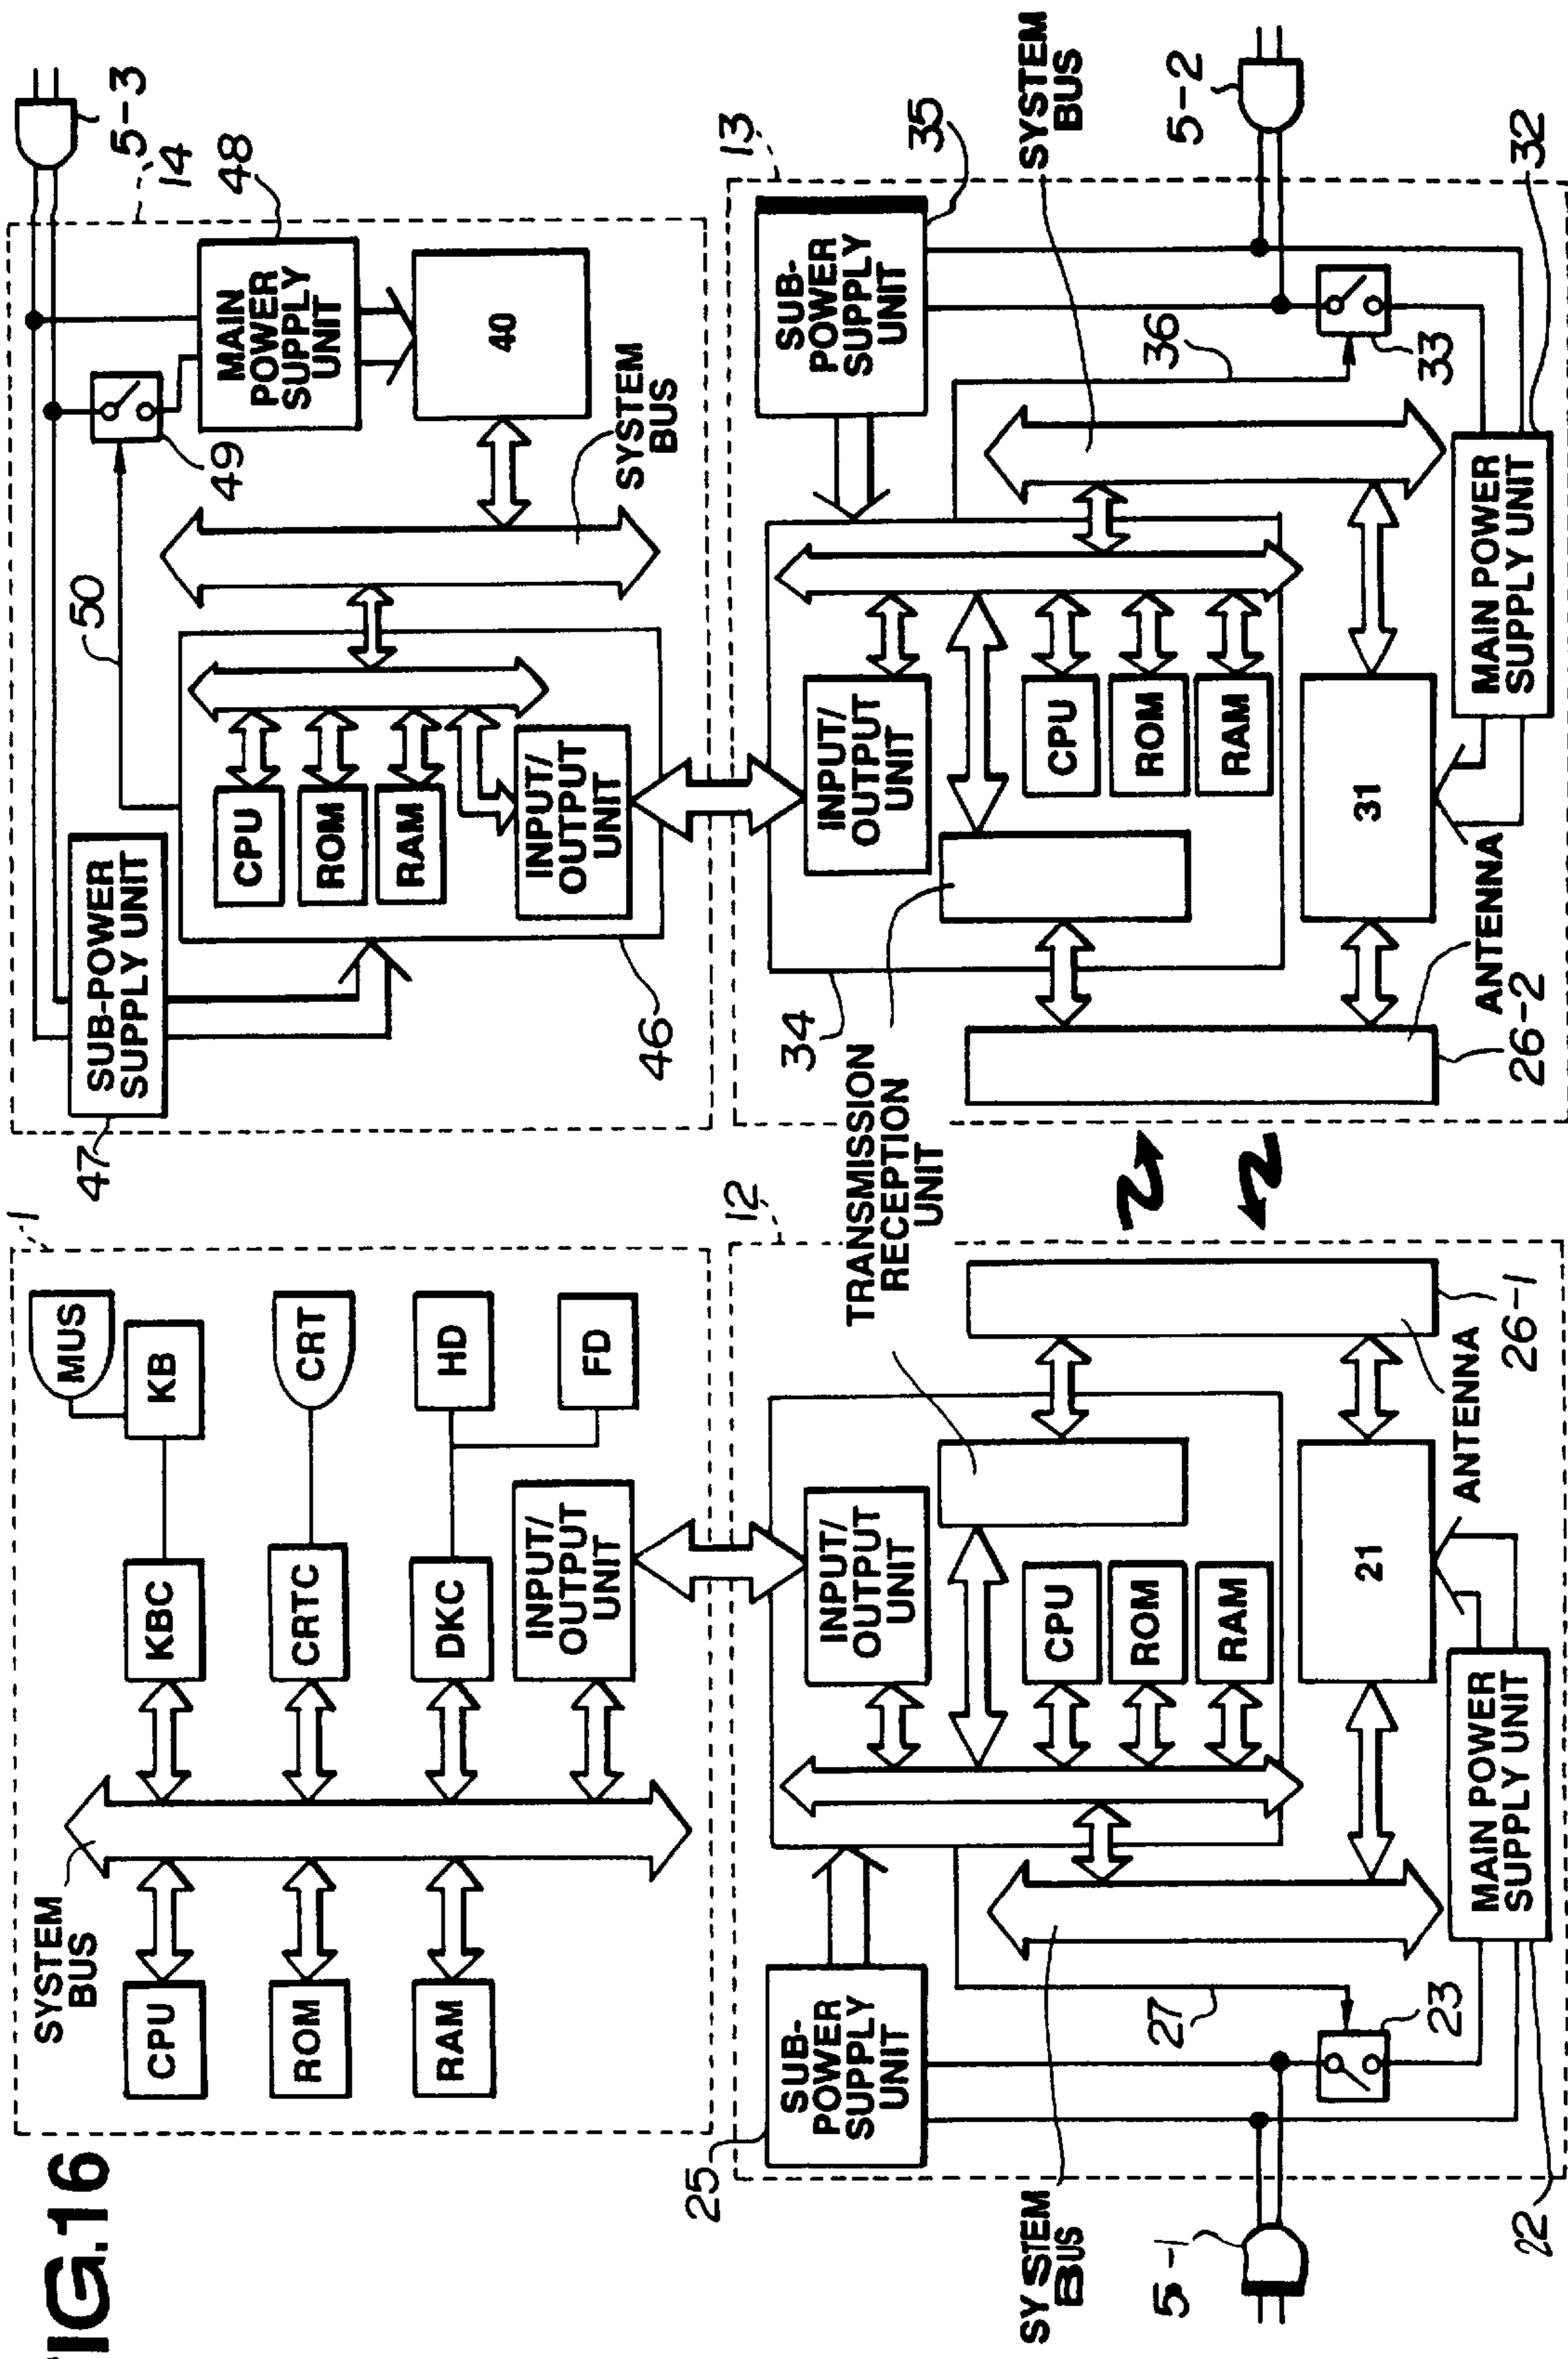 FIG.16
1
SYSTEM
BUS
CPU
ROM
RAM
KBC
CRTC
DKC
INPUT/
OUTPUT
UNIT
MUS
KB
CRT
HD
FD
47
SUB-POWER
SUPPLY UNIT
50
CPU
ROM
RAM
INPUT/
OUTPUT
UNIT
46
49
MAIN
POWER
SUPPLY
UNIT
48
40
SYSTEM
BUS
5-3
14
12
25
SUB-
POWER
SUPPLY
UNIT
SYSTEM
BUS
5-1
27
23
22
MAIN POWER
SUPPLY UNIT
INPUT/
OUTPUT
UNIT
CPU
ROM
RAM
21
ANTENNA
26-1
TRANSMISSION
RECEPTION
UNIT
13
34
INPUT/
OUTPUT
UNIT
CPU
ROM
RAM
31
ANTENNA
26-2
SUB-
POWER
SUPPLY
UNIT
35
36
33
SYSTEM
BUS
5-2
MAIN POWER
SUPPLY UNIT
32